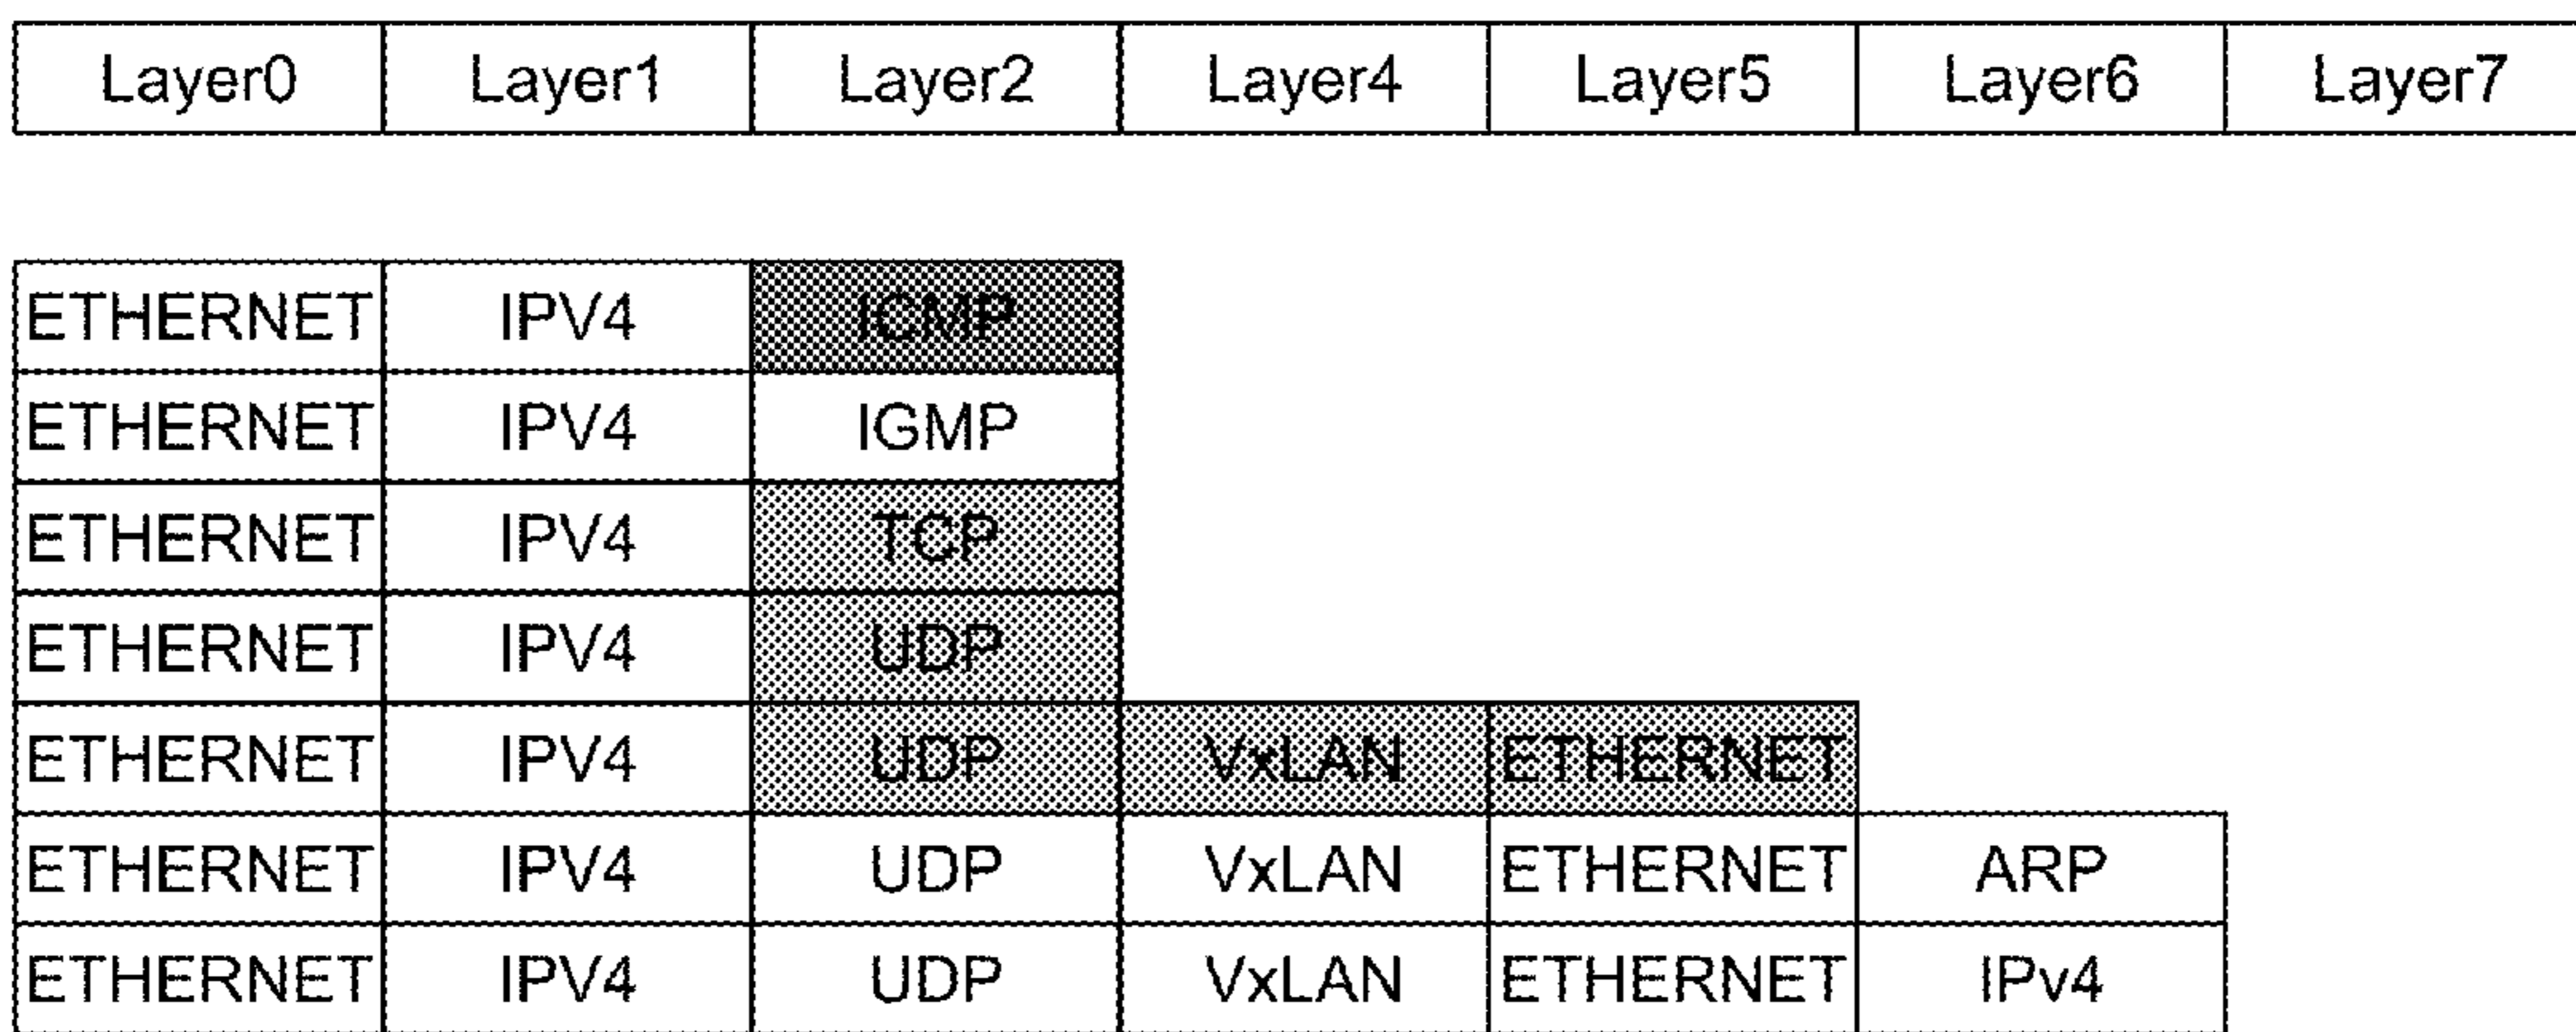 Layer0 Layer1 Layer2 Layer4 Layer5 Layer6 Layer7
ETHERNET IPV4 ICMP
ETHERNET IPV4 IGMP
ETHERNET IPV4 TCP
ETHERNET IPV4 UDP
ETHERNET IPV4 UDP VxLAN ETHERNET
ETHERNET IPV4 UDP VxLAN ETHERNET ARP
ETHERNET IPV4 UDP VxLAN ETHERNET IPv4